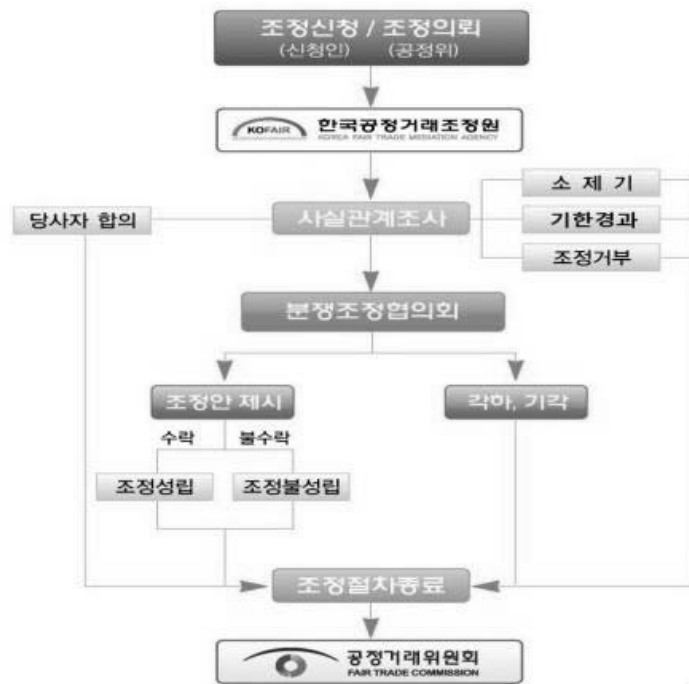 조정신청 / 조정의뢰
(신청인) (공정위)
KOFAIR 한국공정거래조정원
KOREA FAIR TRADE MEDIATION AGENCY
소 제 기
당사자 합의
사실관계조사
기한경과
조정거부
분쟁조정협의회
조정안 제시
각하, 기각
수락 불수락
조정성립
조정불성립
조정절차종료
공정거래위원회
FAIR TRADE COMMISSION